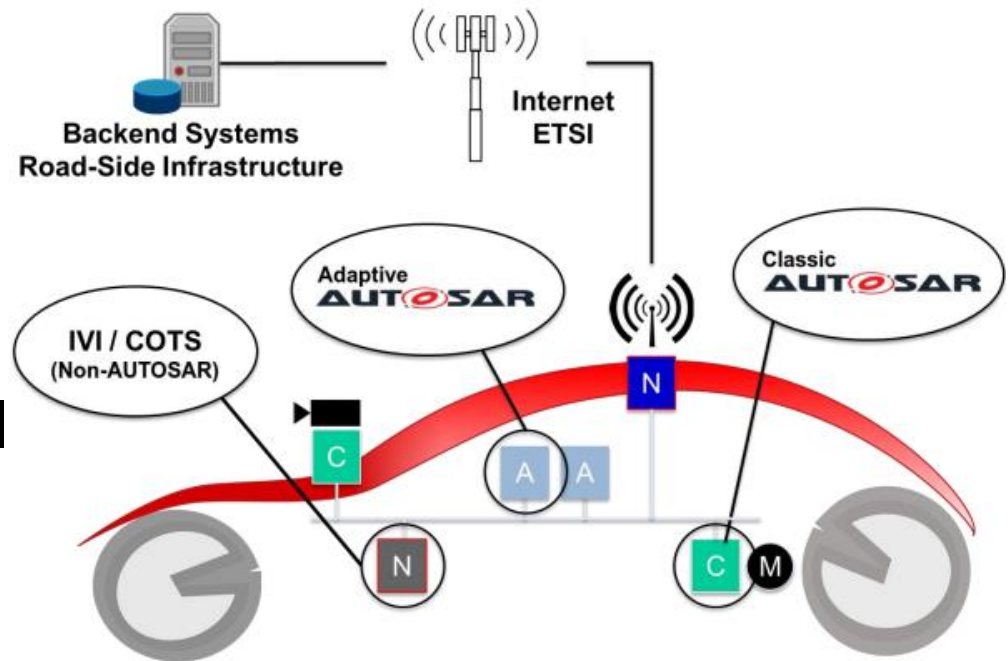 Backend Systems
Road-Side Infrastructure
Internet
ETSI
Adaptive
AUTOSAR
Classic
AUTOSAR
IVI / COTS
(Non-AUTOSAR)
N
C
A
A
N
C
M